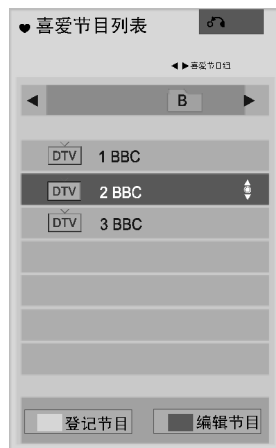 ♥ 喜爱节目列表
◀ ▶喜爱节目组
◀ B ▶
DTV 1 BBC
DTV 2 BBC
DTV 3 BBC
登记节目 编辑节目